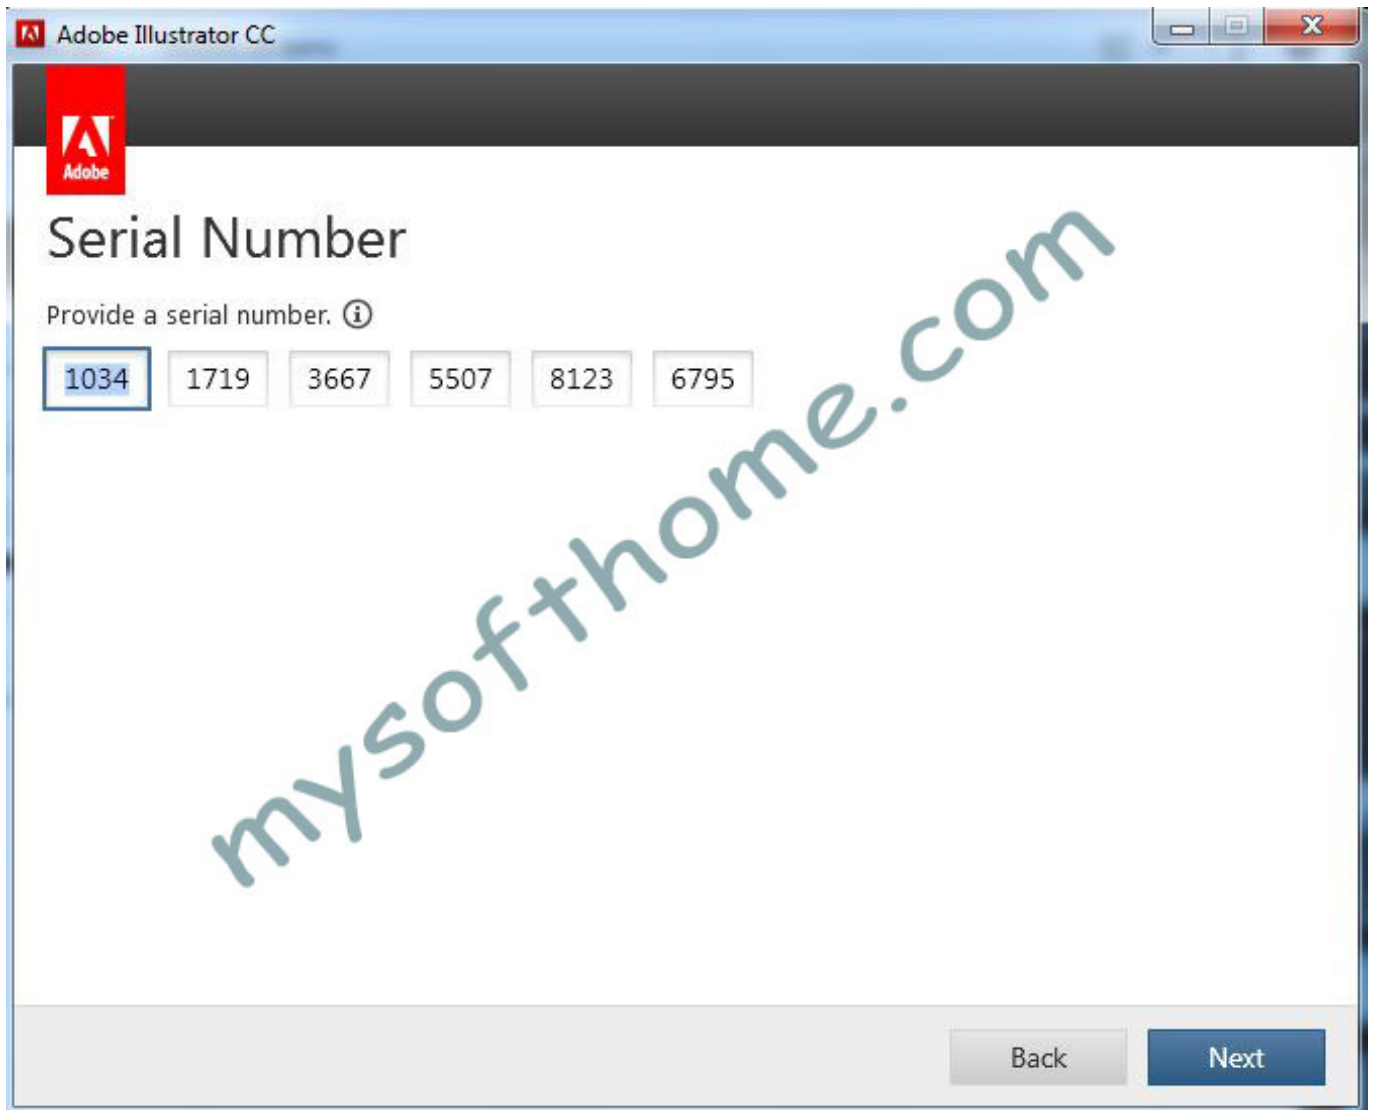 Adobe Illustrator CC
Adobe
Serial Number
Provide a serial number.
1034 1719 3667 5507 8123 6795
mysofthome.com
Back Next